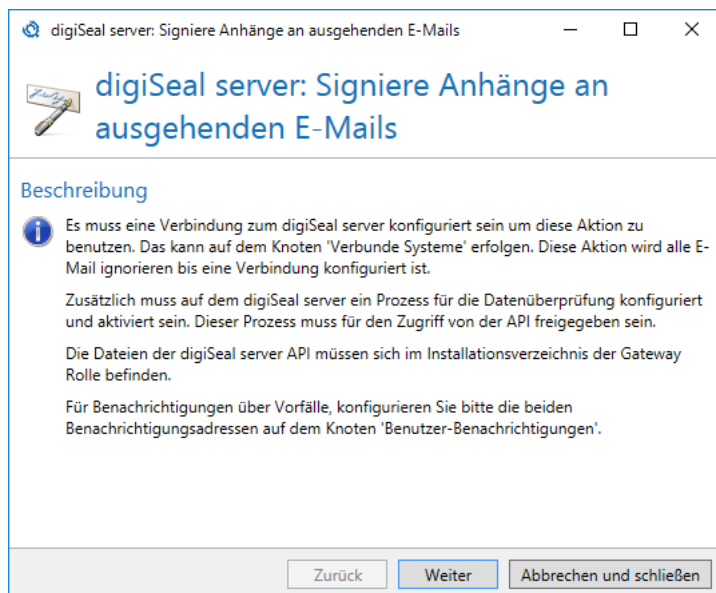 digiSeal server: Signiere Anhänge an ausgehenden E-Mails
digiSeal server: Signiere Anhänge an
ausgehenden E-Mails
Beschreibung
Es muss eine Verbindung zum digiSeal server konfiguriert sein um diese Aktion zu
benutzen. Das kann auf dem Knoten 'Verbunde Systeme' erfolgen. Diese Aktion wird alle E-
Mail ignorieren bis eine Verbindung konfiguriert ist.
Zusätzlich muss auf dem digiSeal server ein Prozess für die Datenüberprüfung konfiguriert
und aktiviert sein. Dieser Prozess muss für den Zugriff von der API freigegeben sein.
Die Dateien der digiSeal server API müssen sich im Installationsverzeichnis der Gateway
Rolle befinden.
Für Benachrichtigungen über Vorfälle, konfigurieren Sie bitte die beiden
Benachrichtigungsadressen auf dem Knoten 'Benutzer-Benachrichtigungen'.
Zurück Weiter Abbrechen und schließen